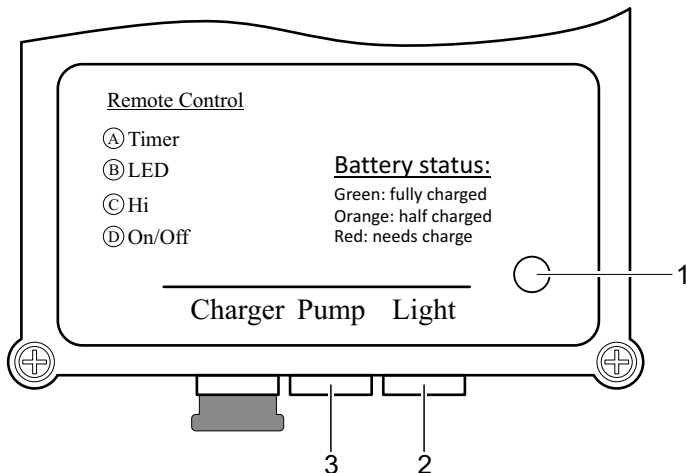 Remote Control
Ⓐ Timer
Ⓑ LED
Ⓒ Hi
Ⓓ On/Off
Battery status:
Green: fully charged
Orange: half charged
Red: needs charge
1
Charger Pump Light
3 2